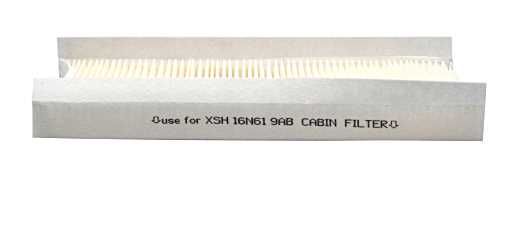 ⇩use for XSH 16N61 9AB CABIN FILTER⇩